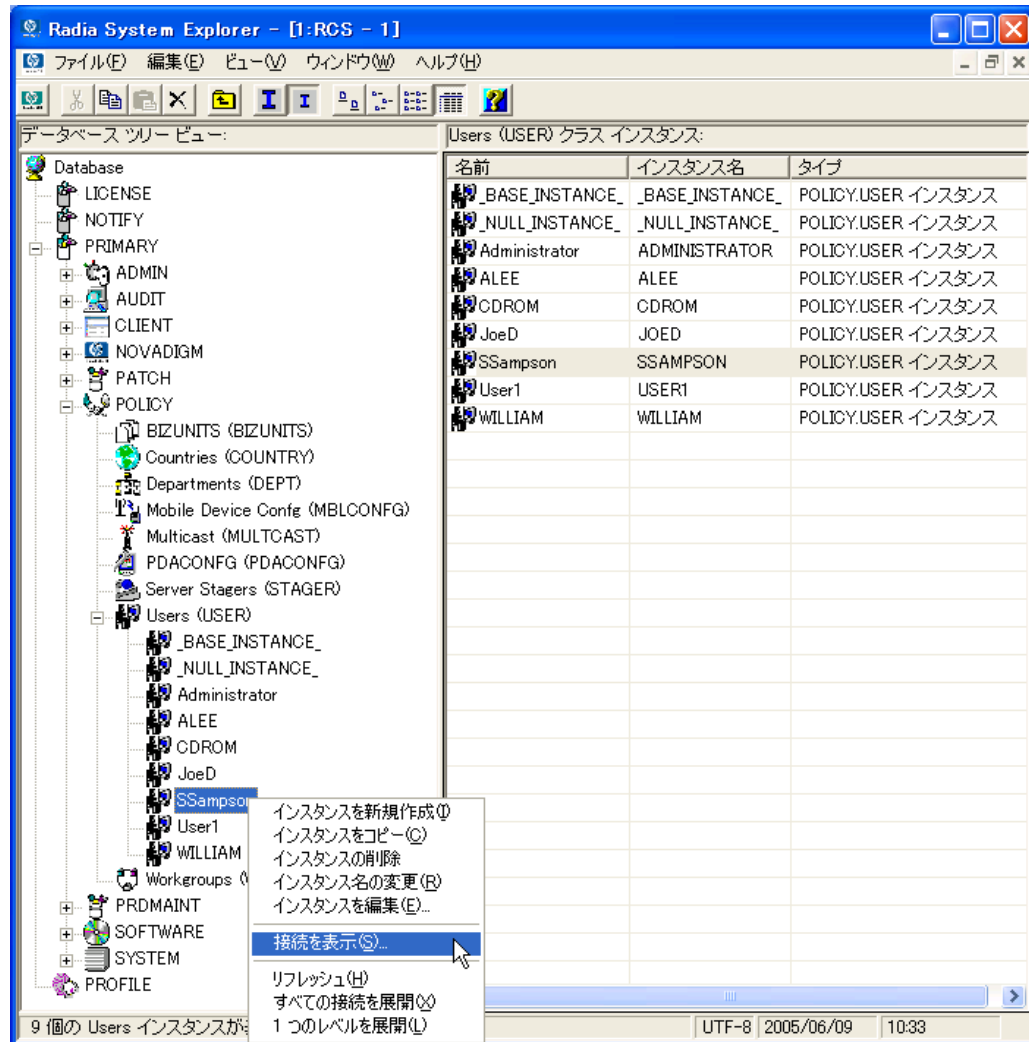 Radia System Explorer - [1:RCS - 1]
ファイル(F) 編集(E) ビュー(V) ウィンドウ(W) ヘルプ(H)
データベース ツリー ビュー:
Database
LICENSE
NOTIFY
PRIMARY
ADMIN
AUDIT
CLIENT
NOVADIGM
PATCH
POLICY
BIZUNITS (BIZUNITS)
Countries (COUNTRY)
Departments (DEPT)
Mobile Device Confg (MBLCONFG)
Multicast (MULTCAST)
PDACONFG (PDACONFG)
Server Stagers (STAGER)
Users (USER)
_BASE_INSTANCE_
_NULL_INSTANCE_
Administrator
ALEE
CDROM
JoeD
SSampson
User1
WILLIAM
Workgroups
PRDMAINT
SOFTWARE
SYSTEM
PROFILE
Users (USER) クラス インスタンス:
名前 インスタンス名 タイプ
_BASE_INSTANCE_ _BASE_INSTANCE_ POLICY.USER インスタンス
_NULL_INSTANCE_ _NULL_INSTANCE_ POLICY.USER インスタンス
Administrator ADMINISTRATOR POLICY.USER インスタンス
ALEE ALEE POLICY.USER インスタンス
CDROM CDROM POLICY.USER インスタンス
JoeD JOED POLICY.USER インスタンス
SSampson SSAMPSON POLICY.USER インスタンス
User1 USER1 POLICY.USER インスタンス
WILLIAM WILLIAM POLICY.USER インスタンス
インスタンスを新規作成(I)
インスタンスをコピー(C)
インスタンスの削除
インスタンス名の変更(R)
インスタンスを編集(E)...
接続を表示(S)...
リフレッシュ(H)
すべての接続を展開(X)
1 つのレベルを展開(L)
9 個の Users インスタンスが
UTF-8 2005/06/09 10:33